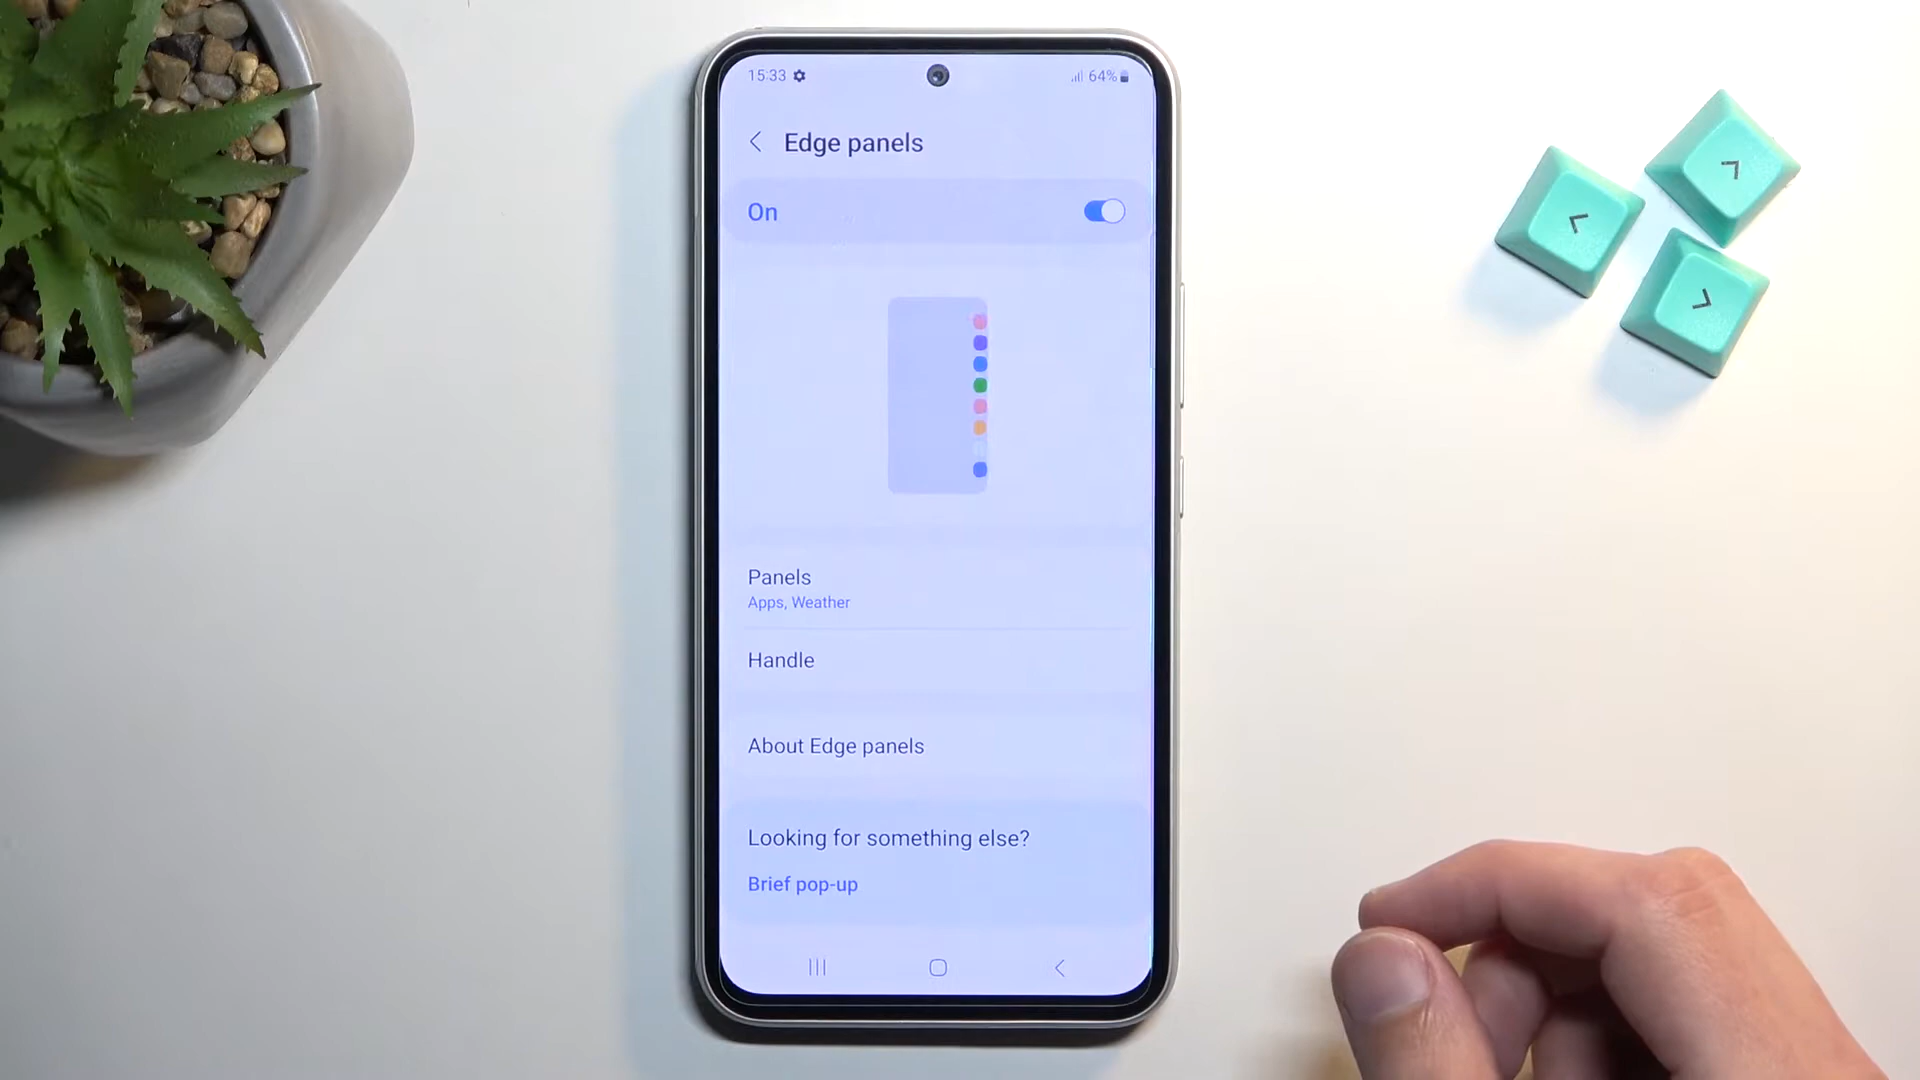 15:33
64%
Edge panels
On
Panels
Apps, Weather
Handle
About Edge panels
Looking for something else?
Brief pop-up